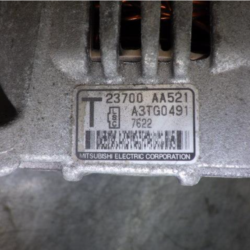 T 23700 AA521
A3TG0491
7622
MITSUBISHI ELECTRIC CORPORATION